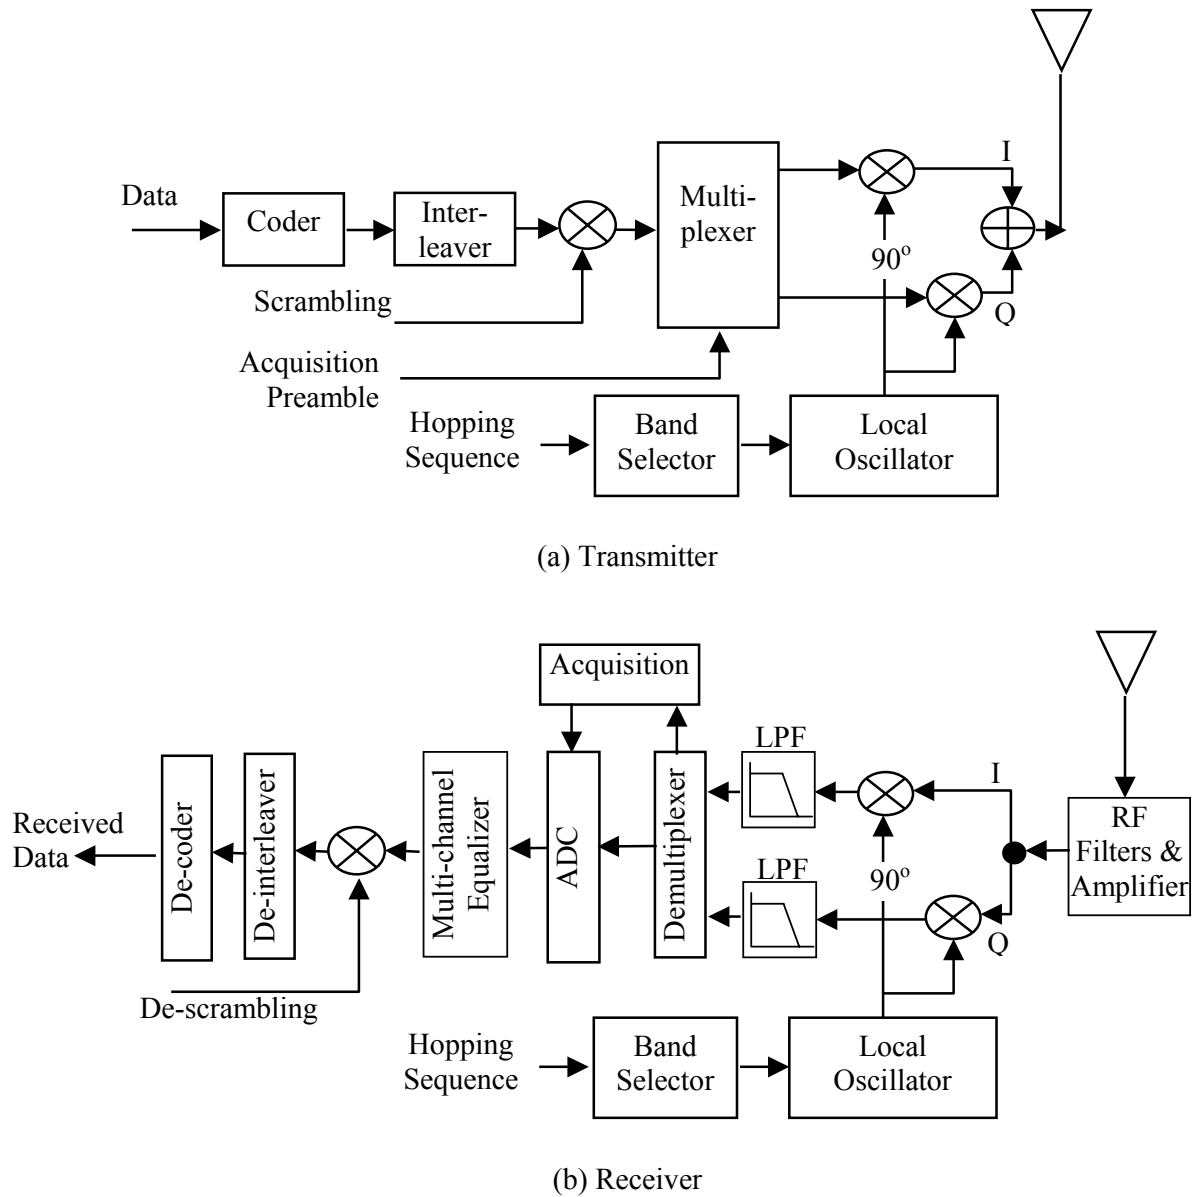 Data
Coder
Inter-
leaver
Multi-
plexer
I
90o
Q
Scrambling
Acquisition
Preamble
Hopping
Sequence
Band
Selector
Local
Oscillator
(a) Transmitter
Acquisition
LPF
I
RF
Filters &
Amplifier
Received
Data
De-coder
De-interleaver
Multi-channel
Equalizer
ADC
Demultiplexer
LPF
90o
Q
De-scrambling
Hopping
Sequence
Band
Selector
Local
Oscillator
(b) Receiver